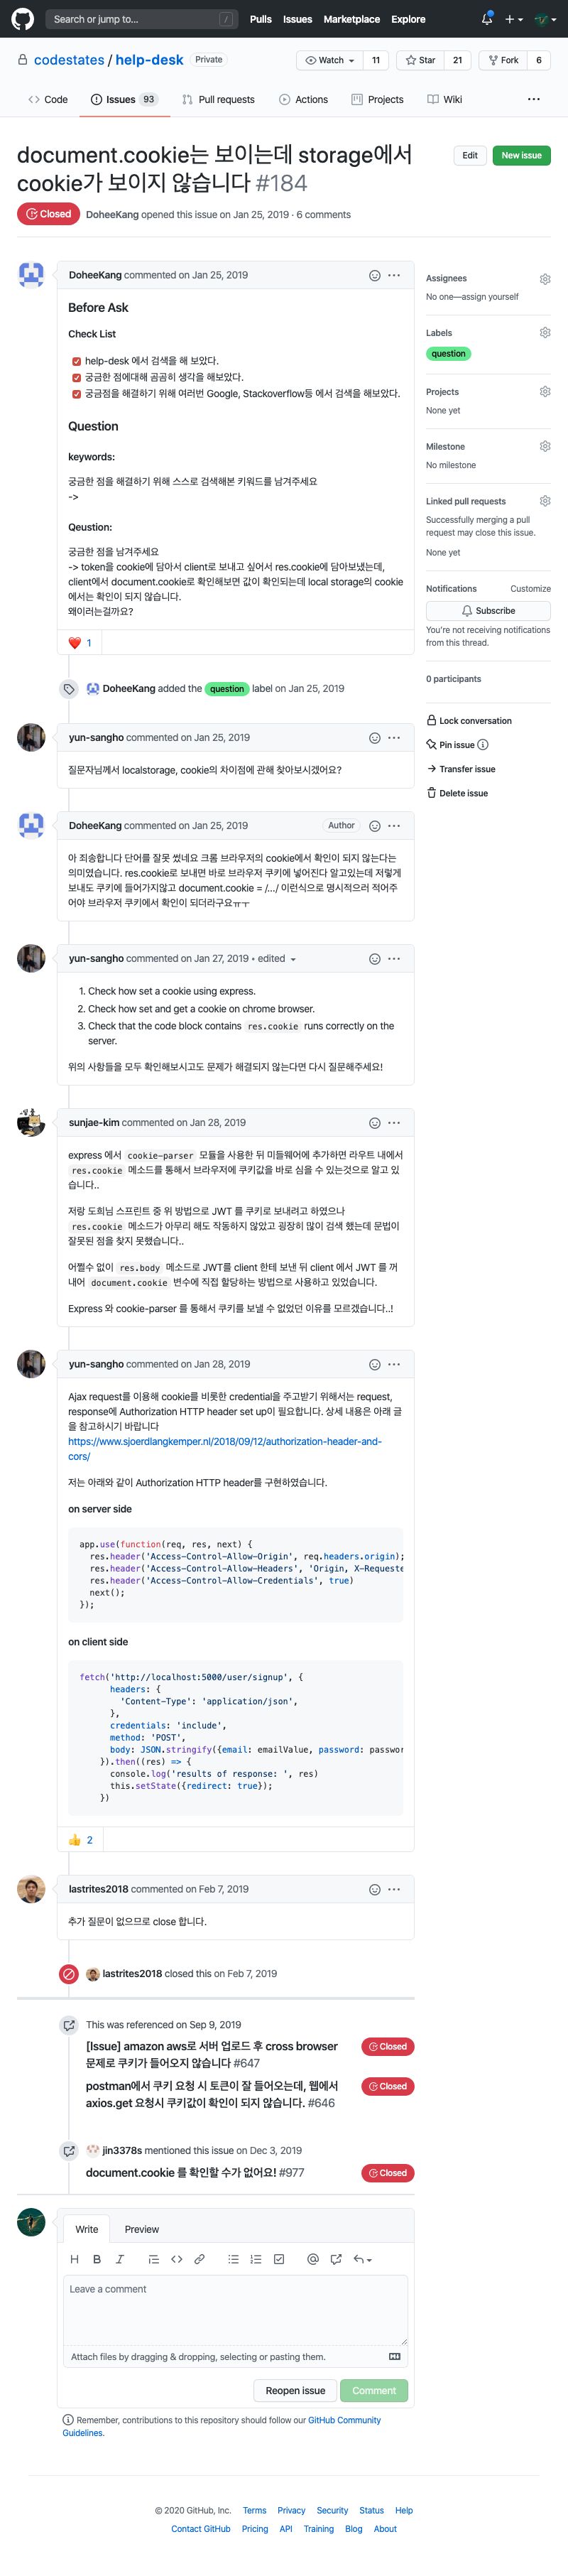 Search or jump to...
/
Pulls Issues Marketplace Explore
codestates / help-desk Private
Watch 11 Star 21 Fork 6
Code Issues 93 Pull requests Actions Projects Wiki ...
document.cookie는 보이는데 storage에서
cookie가 보이지 않습니다 #184
Edit New issue
Closed DoheeKang opened this issue on Jan 25, 2019 · 6 comments
DoheeKang commented on Jan 25, 2019
Before Ask
Check List
help-desk 에서 검색을 해 보았다.
궁금한 점에대해 곰곰히 생각을 해보았다.
궁금점을 해결하기 위해 여러번 Google, Stackoverflow등 에서 검색을 해보았다.
Question
keywords:
궁금한 점을 해결하기 위해 스스로 검색해본 키워드를 남겨주세요
->
Qeustion:
궁금한 점을 남겨주세요
-> token을 cookie에 담아서 client로 보내고 싶어서 res.cookie에 담아보냈는데,
client에서 document.cookie로 확인해보면 값이 확인되는데 local storage의 cookie
에서는 확인이 되지 않습니다.
왜이러는걸까요?
❤️ 1
Assignees
No one—assign yourself
Labels
question
Projects
None yet
Milestone
No milestone
Linked pull requests
Successfully merging a pull
request may close this issue.
None yet
Notifications Customize
Subscribe
You're not receiving notifications
from this thread.
0 participants
Lock conversation
Pin issue
Transfer issue
Delete issue
DoheeKang added the question label on Jan 25, 2019
yun-sangho commented on Jan 25, 2019
질문자님께서 localstorage, cookie의 차이점에 관해 찾아보시겠어요?
DoheeKang commented on Jan 25, 2019 Author
아 죄송합니다 단어를 잘못 썼네요 크롬 브라우저의 cookie에서 확인이 되지 않는다는
의미였습니다. res.cookie로 보내면 바로 브라우저 쿠키에 넣어진다 알고있는데 저렇게
보내도 쿠키에 들어가지않고 document.cookie = /.../ 이런식으로 명시적으러 적어주
어야 브라우저 쿠키에서 확인이 되더라구요ㅠㅜ
yun-sangho commented on Jan 27, 2019 • edited
1. Check how set a cookie using express.
2. Check how set and get a cookie on chrome browser.
3. Check that the code block contains res.cookie runs correctly on the
server.
위의 사항들을 모두 확인해보시고도 문제가 해결되지 않는다면 다시 질문해주세요!
sunjae-kim commented on Jan 28, 2019
express 에서 cookie-parser 모듈을 사용한 뒤 미들웨어에 추가하면 라우트 내에서
res.cookie 메소드를 통해서 브라우저에 쿠키값을 바로 심을 수 있는것으로 알고 있
습니다..
저랑 도희님 스프린트 중 위 방법으로 JWT 를 쿠키로 보내려고 하였으나
res.cookie 메소드가 아무리 해도 작동하지 않았고 굉장히 많이 검색 했는데 문법이
잘못된 점을 찾지 못했습니다..
어쩔수 없이 res.body 메소드로 JWT를 client 한테 보낸 뒤 client 에서 JWT 를 꺼
내어 document.cookie 변수에 직접 할당하는 방법으로 사용하고 있었습니다.
Express 와 cookie-parser 를 통해서 쿠키를 보낼 수 없었던 이유를 모르겠습니다..!
yun-sangho commented on Jan 28, 2019
Ajax request를 이용해 cookie를 비롯한 credential을 주고받기 위해서는 request,
response에 Authorization HTTP header set up이 필요합니다. 상세 내용은 아래 글
을 참고하시기 바랍니다
https://www.sjoerdlangkemper.nl/2018/09/12/authorization-header-and-
cors/
저는 아래와 같이 Authorization HTTP header를 구현하였습니다.
on server side
app.use(function(req, res, next) {
res.header('Access-Control-Allow-Origin', req.headers.origin);
res.header('Access-Control-Allow-Headers', 'Origin, X-Requeste
res.header('Access-Control-Allow-Credentials', true)
next();
});
on client side
fetch('http://localhost:5000/user/signup', {
headers: {
'Content-Type': 'application/json',
},
credentials: 'include',
method: 'POST',
body: JSON.stringify({email: emailValue, password: passwor
}).then((res) => {
console.log('results of response: ', res)
this.setState({redirect: true});
})
👍 2
lastrites2018 commented on Feb 7, 2019
추가 질문이 없으므로 close 합니다.
lastrites2018 closed this on Feb 7, 2019
This was referenced on Sep 9, 2019
[Issue] amazon aws로 서버 업로드 후 cross browser
문제로 쿠키가 들어오지 않습니다 #647
Closed
postman에서 쿠키 요청 시 토큰이 잘 들어오는데, 웹에서
axios.get 요청시 쿠키값이 확인이 되지 않습니다. #646
Closed
jin3378s mentioned this issue on Dec 3, 2019
document.cookie 를 확인할 수가 없어요! #977
Closed
Write Preview
Leave a comment
Attach files by dragging & dropping, selecting or pasting them.
Reopen issue Comment
Remember, contributions to this repository should follow our GitHub Community
Guidelines.
© 2020 GitHub, Inc. Terms Privacy Security Status Help
Contact GitHub Pricing API Training Blog About